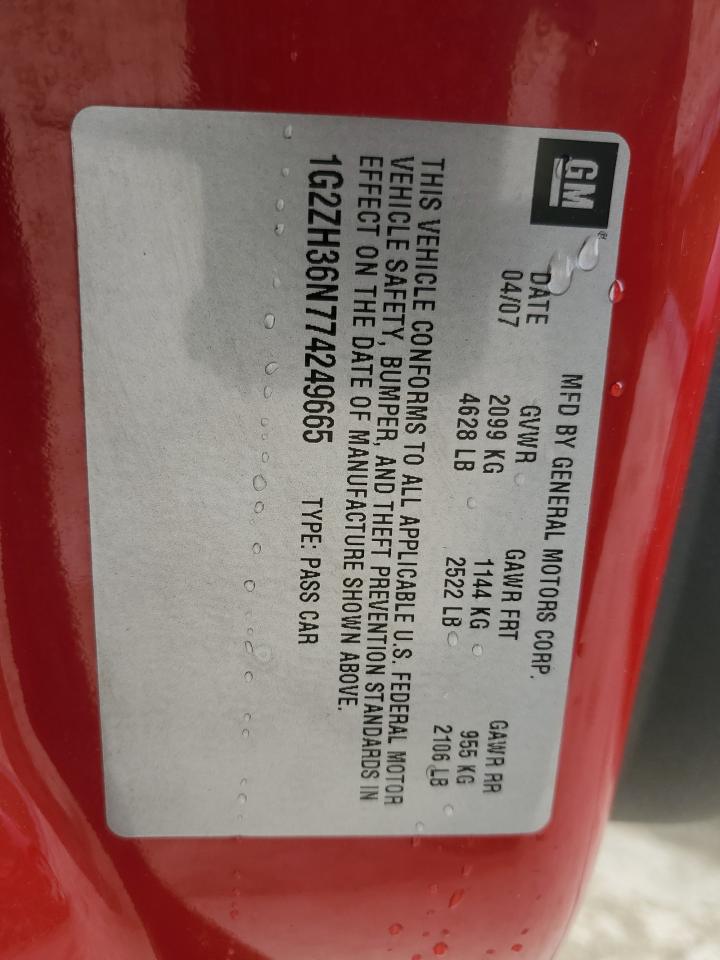 GM®
MFD BY GENERAL MOTORS CORP.
DATE GVWR GAWR FRT GAWR RR
04/07 2099 KG 1144 KG 955 KG
4628 LB 2522 LB 2106 LB
THIS VEHICLE CONFORMS TO ALL APPLICABLE U.S. FEDERAL MOTOR
VEHICLE SAFETY, BUMPER, AND THEFT PREVENTION STANDARDS IN
EFFECT ON THE DATE OF MANUFACTURE SHOWN ABOVE.
1G2ZH36N774249665 TYPE: PASS CAR